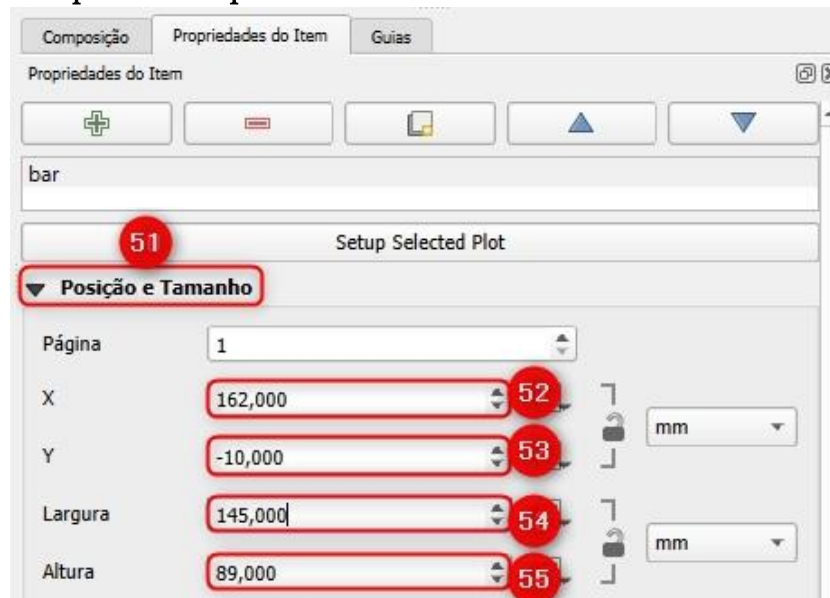 Composição Propriedades do Item Guias
Propriedades do Item
bar
51 Setup Selected Plot
Posição e Tamanho
Página 1
X 162,000 52
mm
Y -10,000 53
Largura 145,000 54
mm
Altura 89,000 55